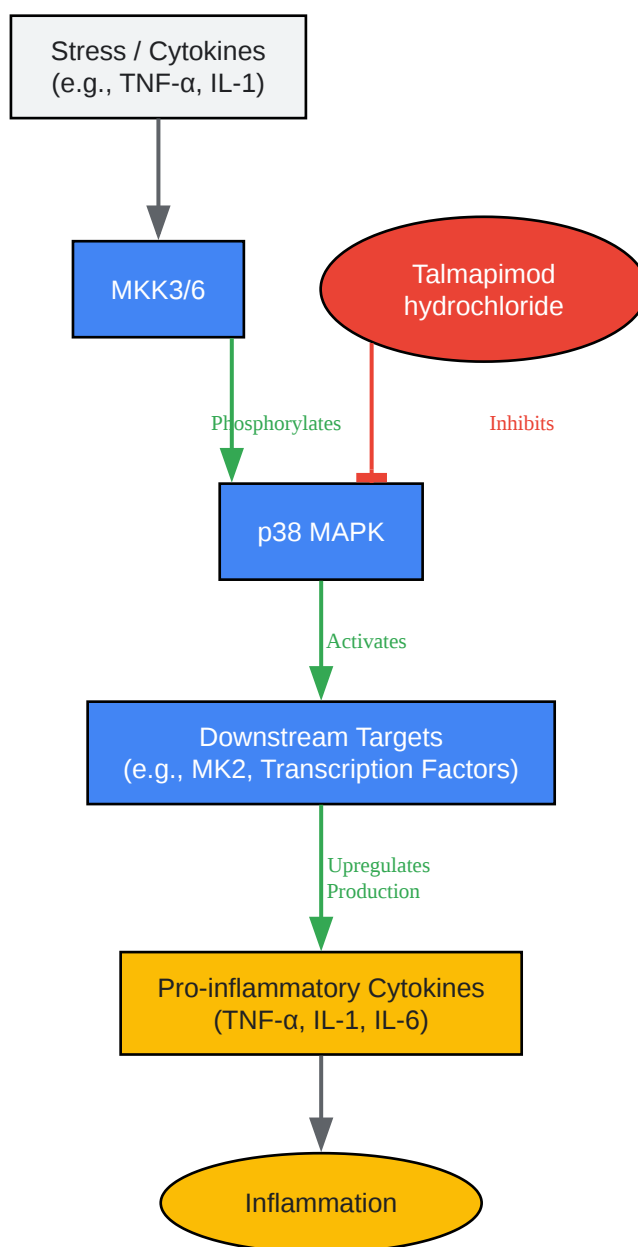 Stress / Cytokines
(e.g., TNF-α, IL-1)
MKK3/6
Talmapimod
hydrochloride
Phosphorylates
Inhibits
p38 MAPK
Activates
Downstream Targets
(e.g., MK2, Transcription Factors)
Upregulates
Production
Pro-inflammatory Cytokines
(TNF-α, IL-1, IL-6)
Inflammation